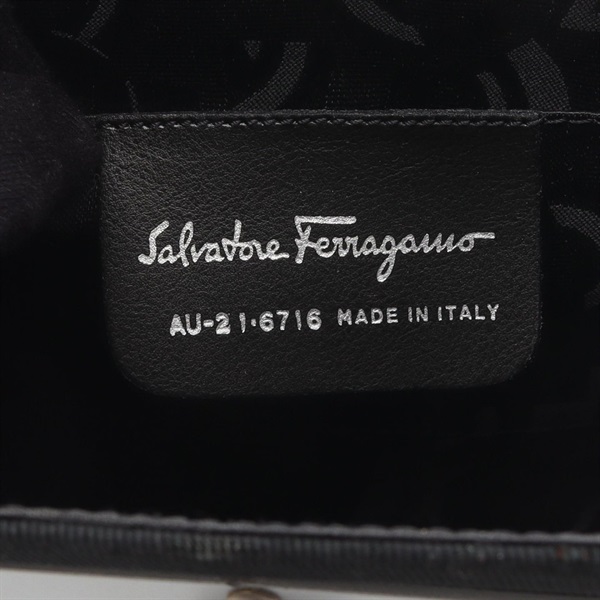 Salvatore Ferragamo
AU-21·6716 MADE IN ITALY